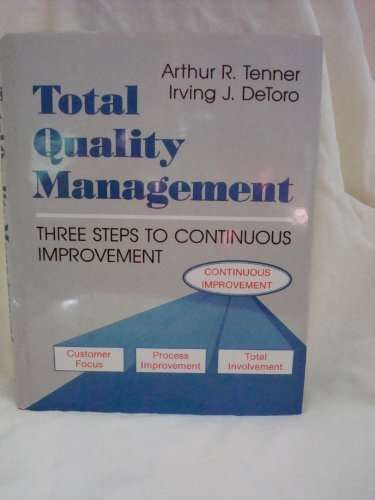 Arthur R. Tenner
Irving J. DeToro
Total
Quality
Management
THREE STEPS TO CONTINUOUS
IMPROVEMENT
CONTINUOUS
IMPROVEMENT
Customer
Focus
Process
Improvement
Total
Involvement